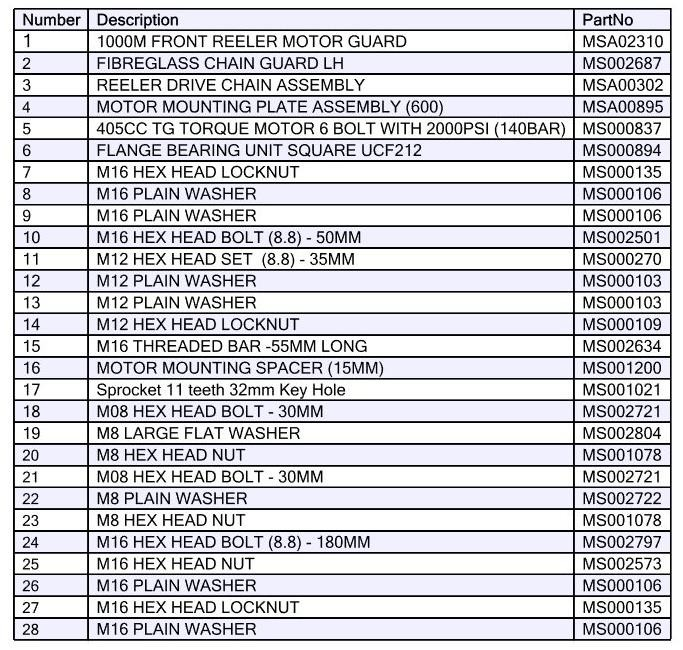 Number Description PartNo
1 1000M FRONT REELER MOTOR GUARD MSA02310
2 FIBREGLASS CHAIN GUARD LH MS002687
3 REELER DRIVE CHAIN ASSEMBLY MSA00302
4 MOTOR MOUNTING PLATE ASSEMBLY (600) MSA00895
5 405CC TG TORQUE MOTOR 6 BOLT WITH 2000PSI (140BAR) MS000837
6 FLANGE BEARING UNIT SQUARE UCF212 MS000894
7 M16 HEX HEAD LOCKNUT MS000135
8 M16 PLAIN WASHER MS000106
9 M16 PLAIN WASHER MS000106
10 M16 HEX HEAD BOLT (8.8) - 50MM MS002501
11 M12 HEX HEAD SET (8.8) - 35MM MS000270
12 M12 PLAIN WASHER MS000103
13 M12 PLAIN WASHER MS000103
14 M12 HEX HEAD LOCKNUT MS000109
15 M16 THREADED BAR -55MM LONG MS002634
16 MOTOR MOUNTING SPACER (15MM) MS001200
17 Sprocket 11 teeth 32mm Key Hole MS001021
18 M08 HEX HEAD BOLT - 30MM MS002721
19 M8 LARGE FLAT WASHER MS002804
20 M8 HEX HEAD NUT MS001078
21 M08 HEX HEAD BOLT - 30MM MS002721
22 M8 PLAIN WASHER MS002722
23 M8 HEX HEAD NUT MS001078
24 M16 HEX HEAD BOLT (8.8) - 180MM MS002797
25 M16 HEX HEAD NUT MS002573
26 M16 PLAIN WASHER MS000106
27 M16 HEX HEAD LOCKNUT MS000135
28 M16 PLAIN WASHER MS000106